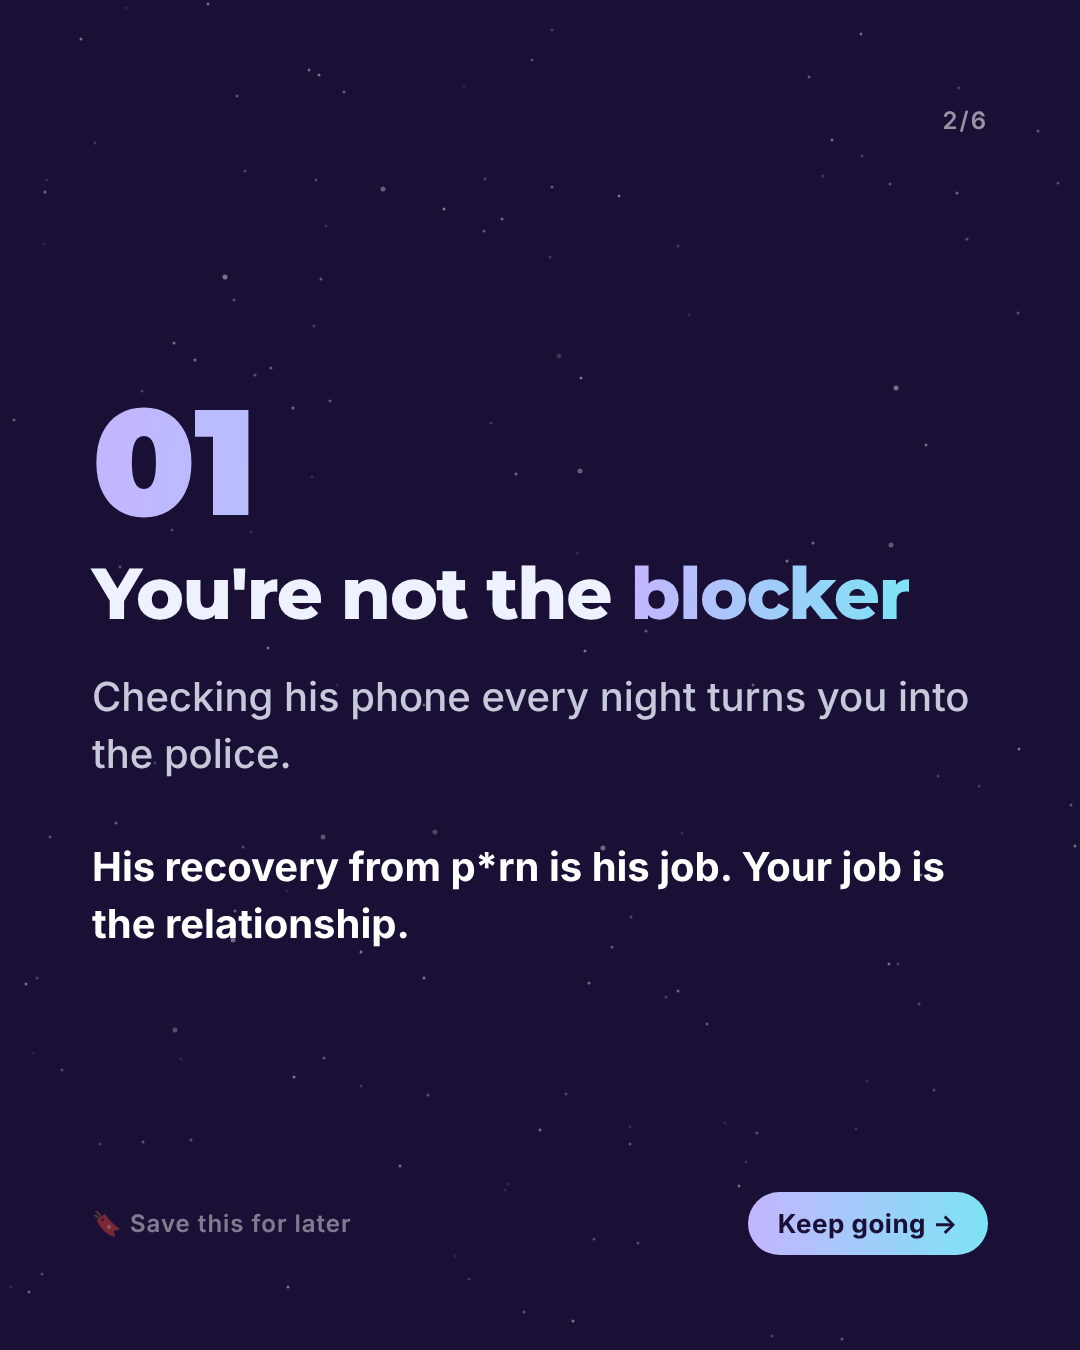 2/6
01
You're not the blocker
Checking his phone every night turns you into
the police.
His recovery from p*rn is his job. Your job is
the relationship.
🔖 Save this for later
Keep going →